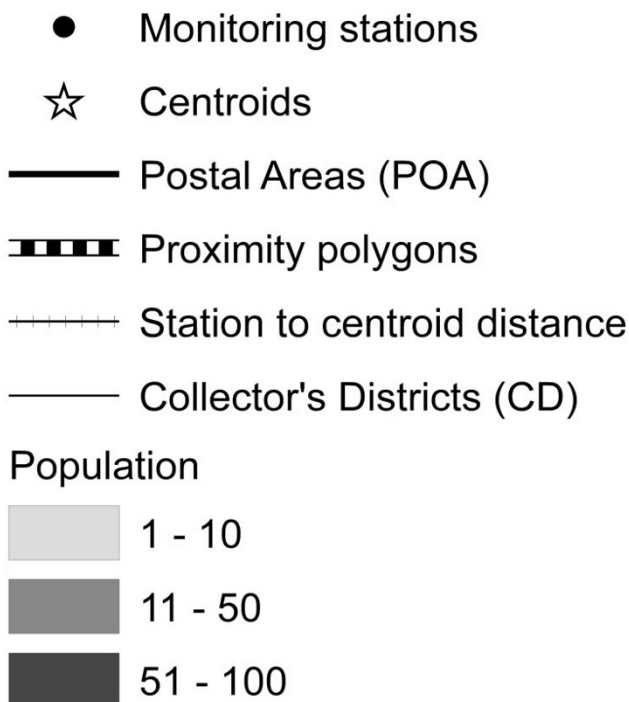 Monitoring stations
Centroids
Postal Areas (POA)
Proximity polygons
Station to centroid distance
Collector's Districts (CD)
Population
1 - 10
11 - 50
51 - 100